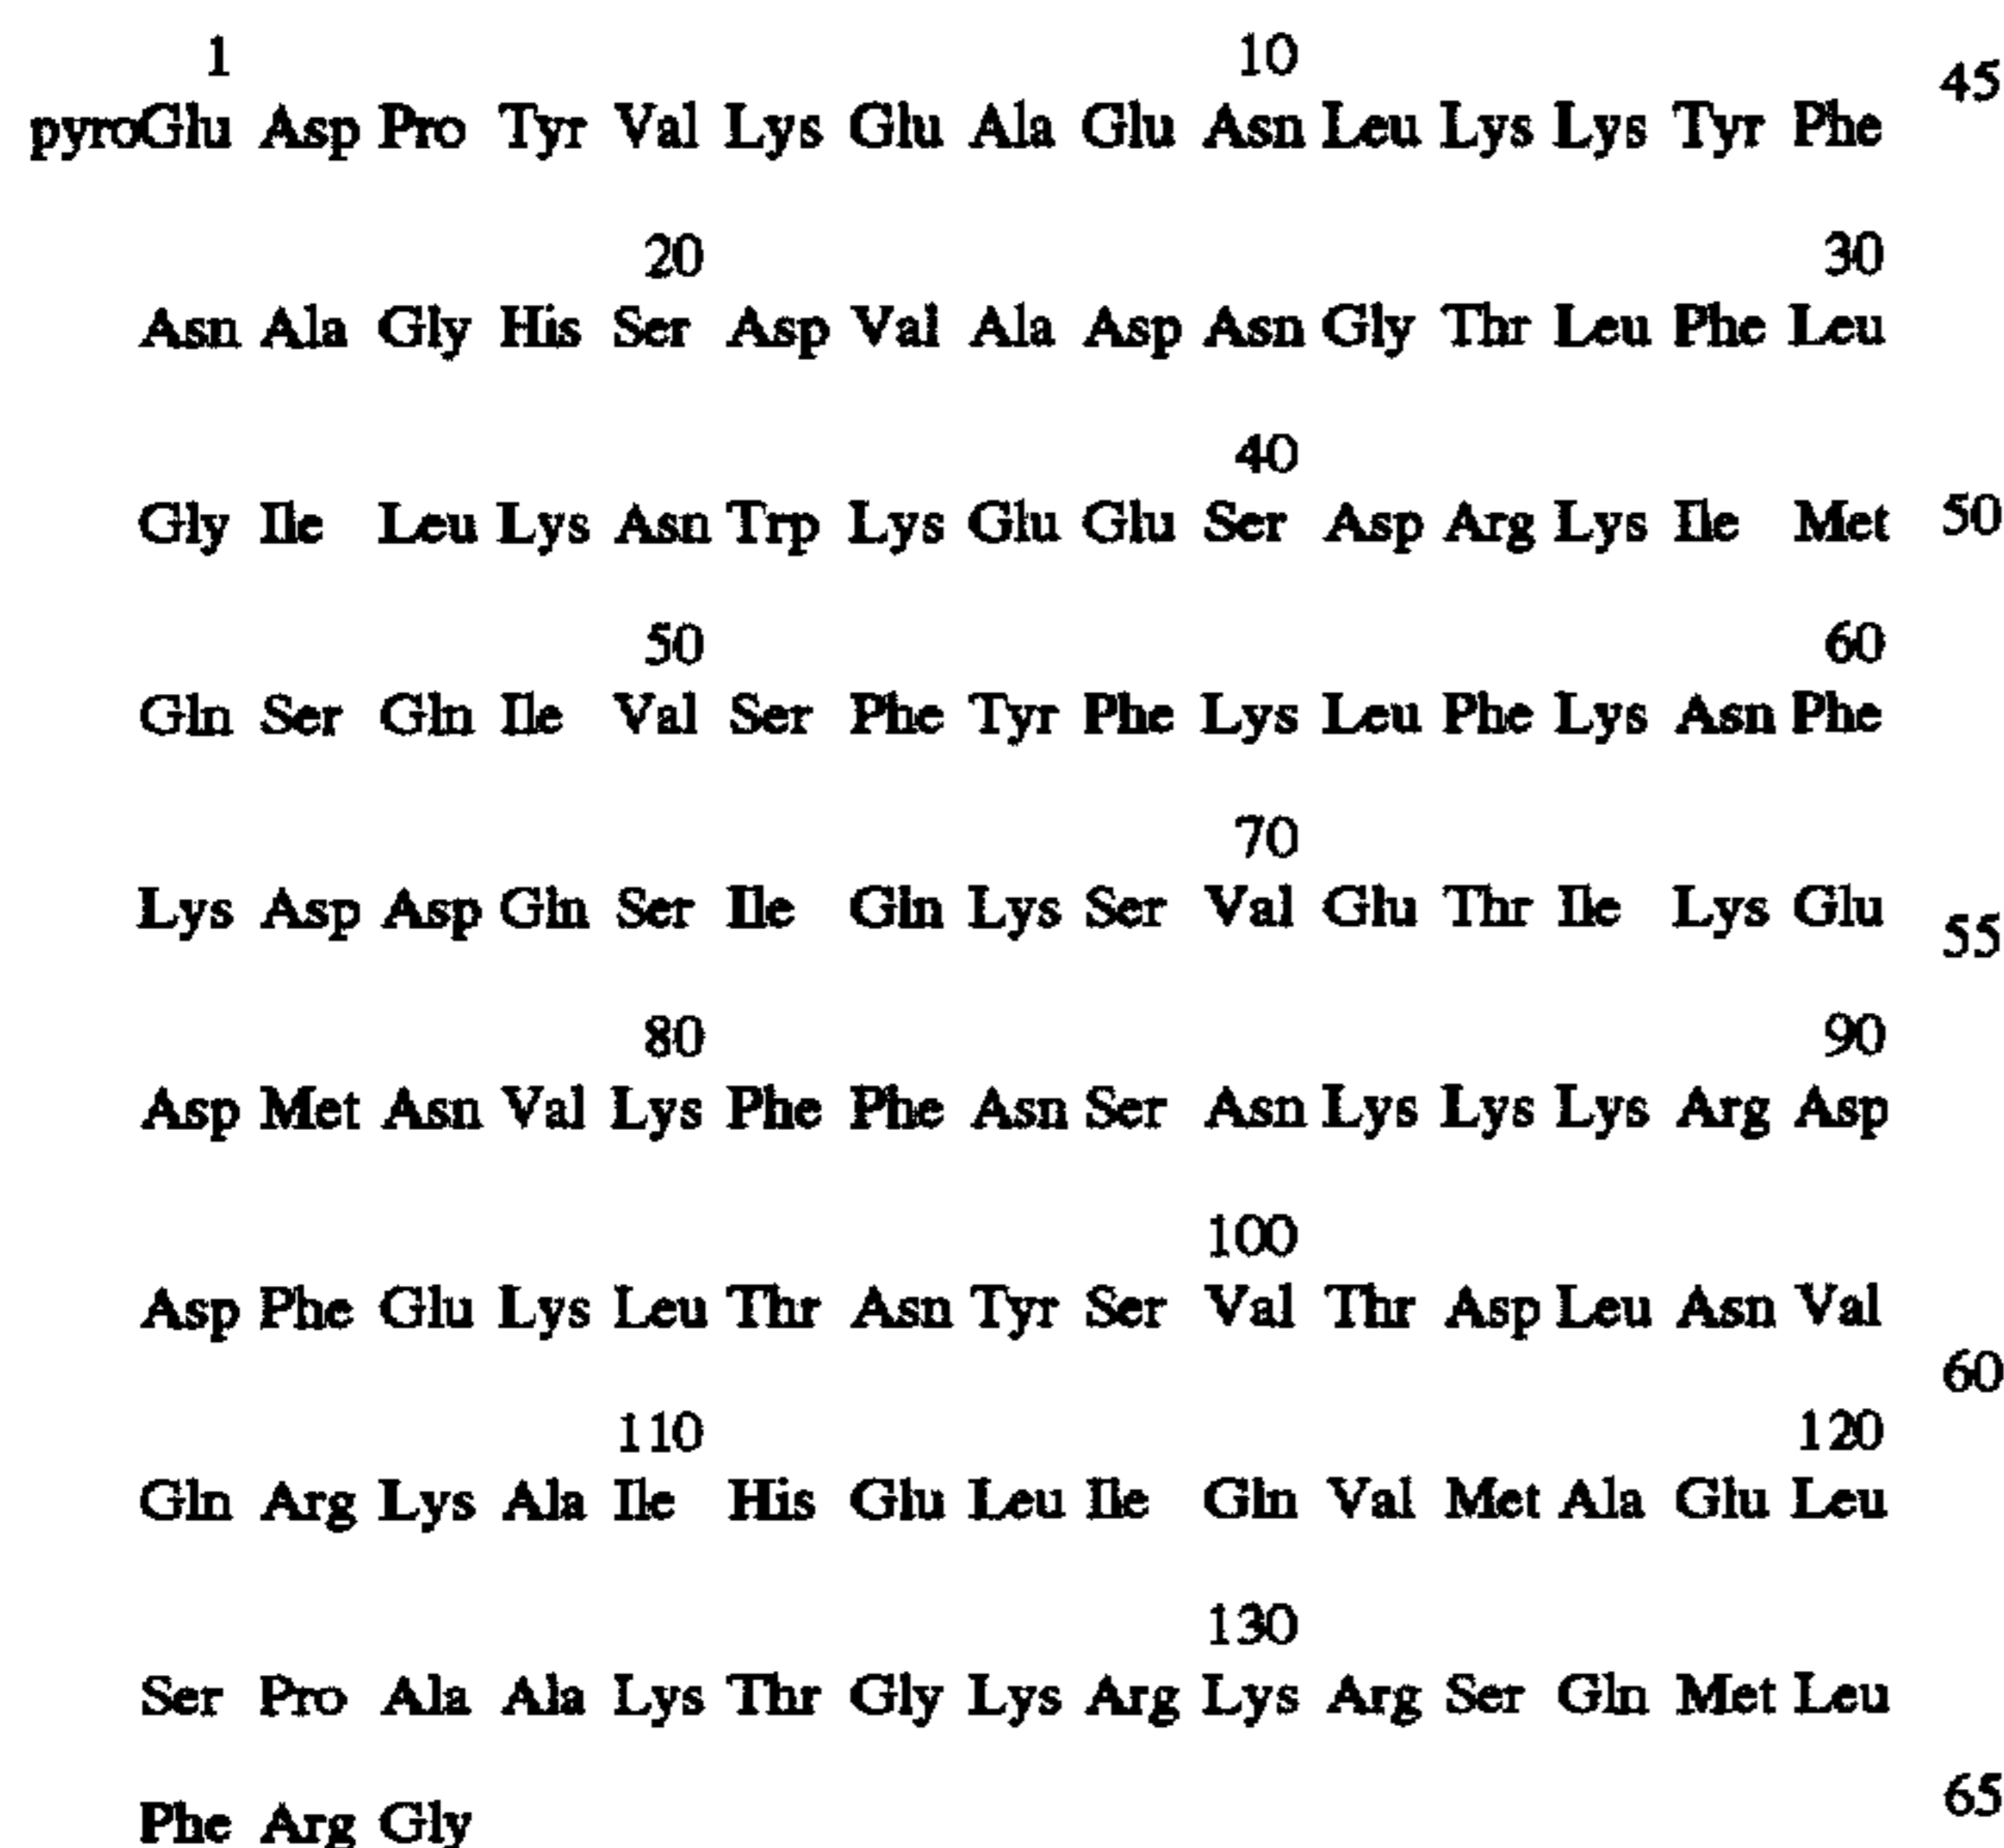 1 10
pyroGlu Asp Pro Tyr Val Lys Glu Ala Glu Asn Leu Lys Lys Tyr Phe 45
20 30
Asn Ala Gly His Ser Asp Val Ala Asp Asn Gly Thr Leu Phe Leu
40
Gly Ile Leu Lys Asn Trp Lys Glu Glu Ser Asp Arg Lys Ile Met 50
50 60
Gln Ser Gln Ile Val Ser Phe Tyr Phe Lys Leu Phe Lys Asn Phe
70
Lys Asp Asp Gln Ser Ile Gln Lys Ser Val Glu Thr Ile Lys Glu 55
80 90
Asp Met Asn Val Lys Phe Phe Asn Ser Asn Lys Lys Lys Arg Asp
100
Asp Phe Glu Lys Leu Thr Asn Tyr Ser Val Thr Asp Leu Asn Val
60
110 120
Gln Arg Lys Ala Ile His Glu Leu Ile Gln Val Met Ala Glu Leu
130
Ser Pro Ala Ala Lys Thr Gly Lys Arg Lys Arg Ser Gln Met Leu
Phe Arg Gly 65